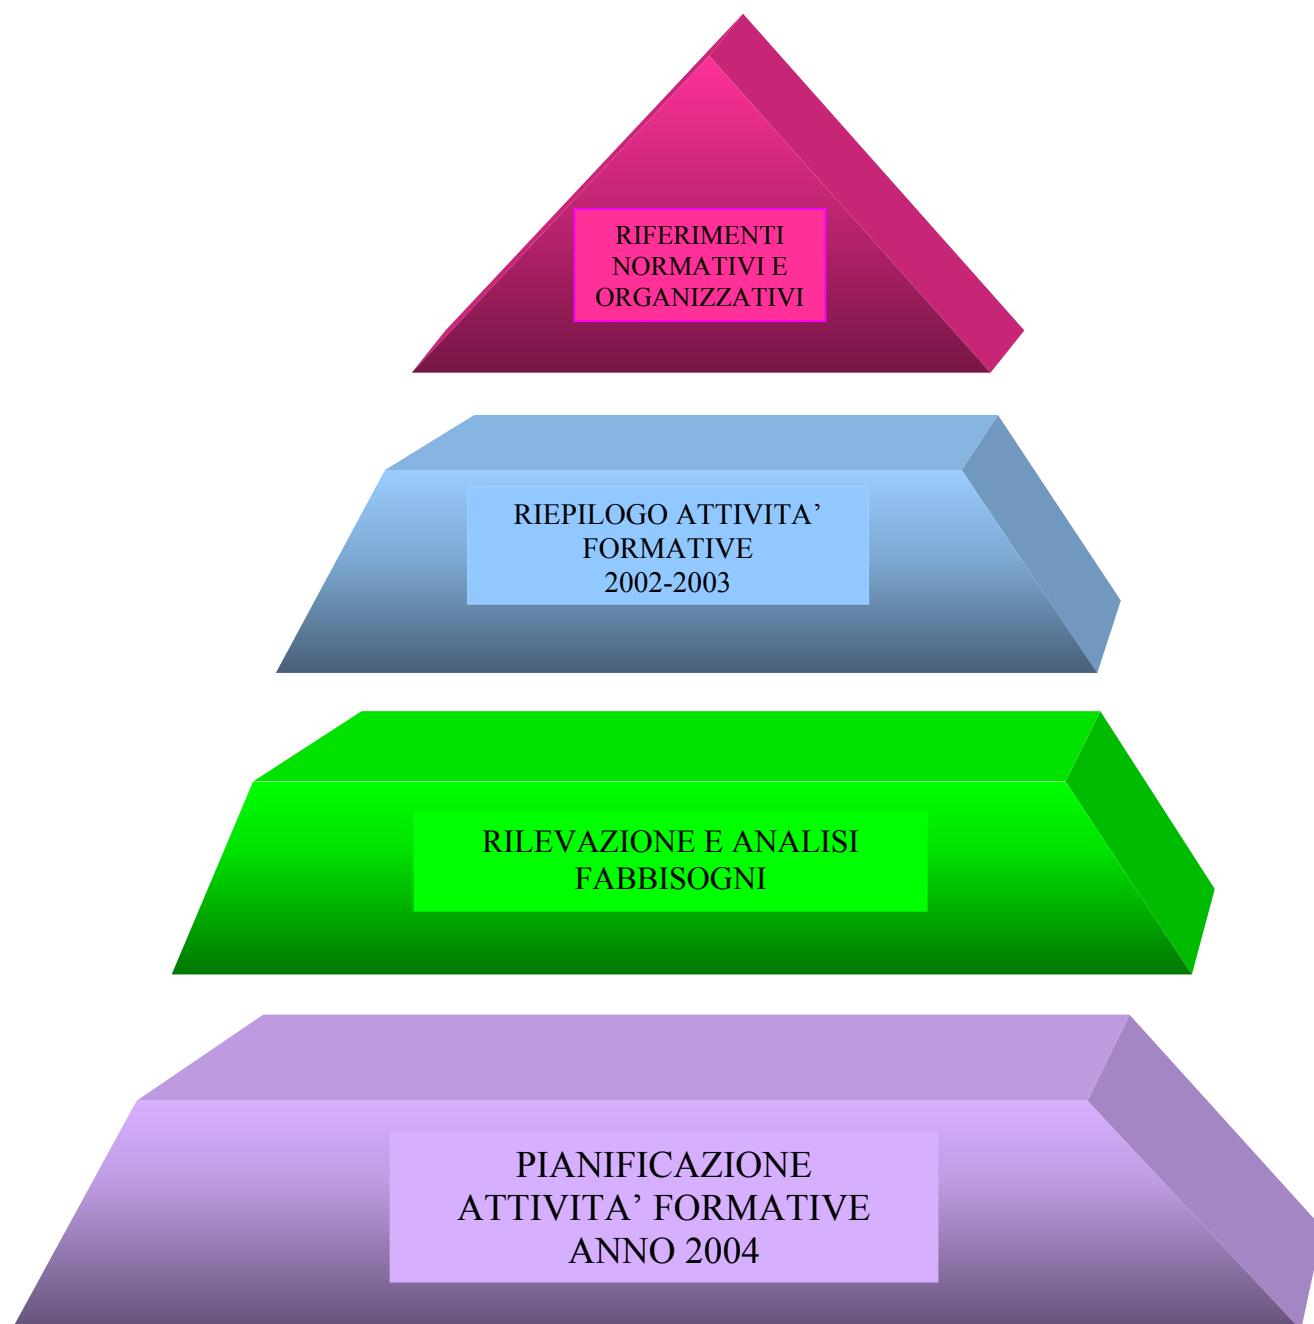 RIFERIMENTI
NORMATIVI E
ORGANIZZATIVI
RIEPILOGO ATTIVITA’
FORMATIVE
2002-2003
RILEVAZIONE E ANALISI
FABBISOGNI
PIANIFICAZIONE
ATTIVITA’ FORMATIVE
ANNO 2004